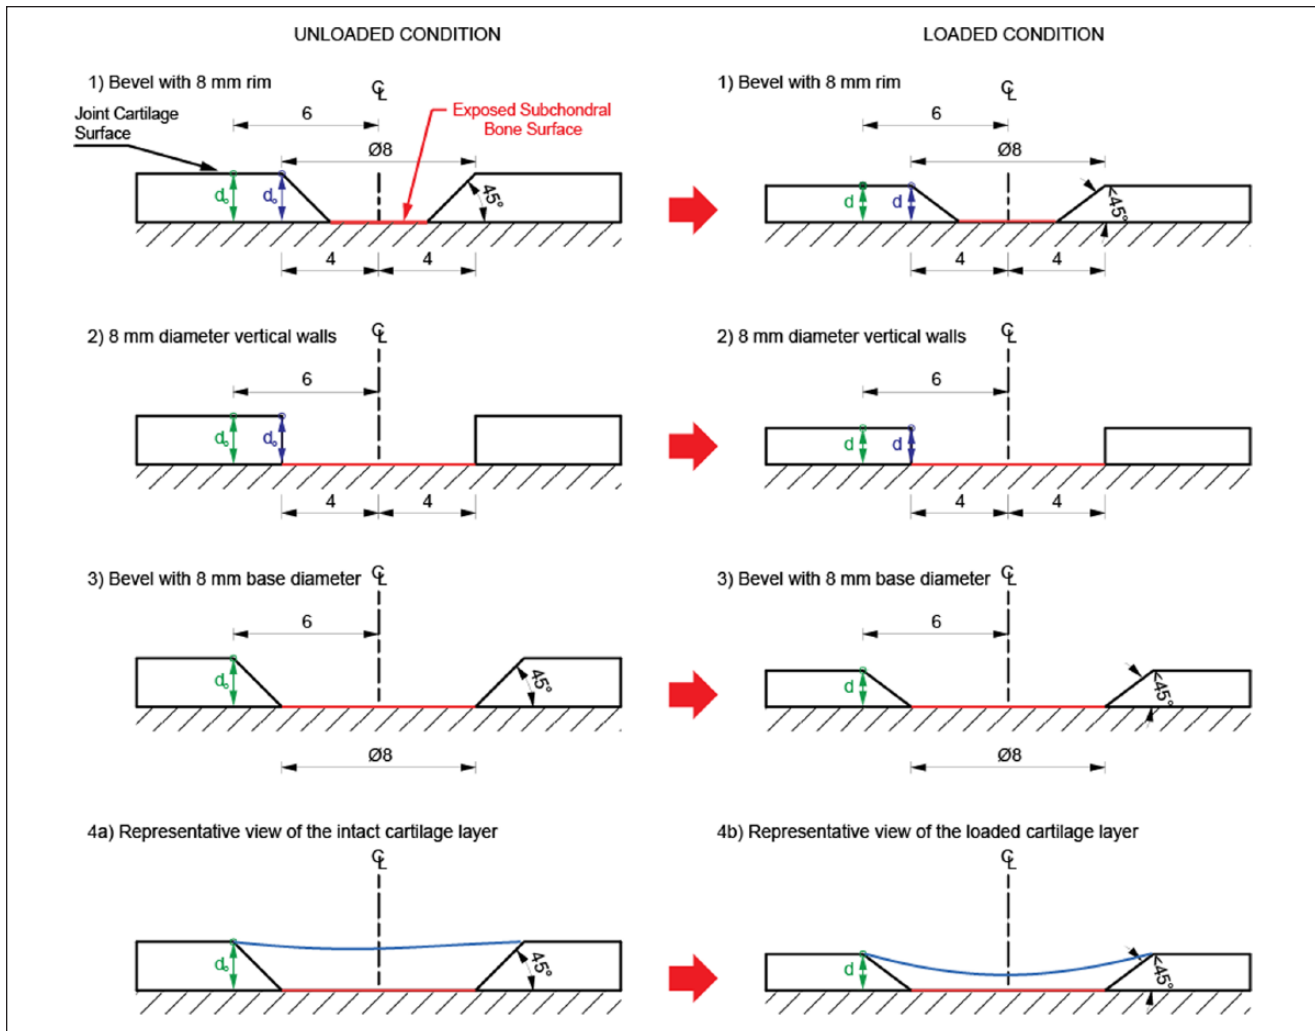 UNLOADED CONDITION
LOADED CONDITION
1) Bevel with 8 mm rim
℄
Joint Cartilage
Surface
6
Exposed Subchondral
Bone Surface
Ø8
d₀
d₀
45°
4
4
1) Bevel with 8 mm rim
℄
6
Ø8
d
d
<45°
4
4
2) 8 mm diameter vertical walls
℄
6
d₀
d₀
4
4
2) 8 mm diameter vertical walls
℄
6
d
d
4
4
3) Bevel with 8 mm base diameter
℄
6
d₀
45°
Ø8
3) Bevel with 8 mm base diameter
℄
6
d
<45°
Ø8
4a) Representative view of the intact cartilage layer
℄
d₀
45°
4b) Representative view of the loaded cartilage layer
℄
d
<45°